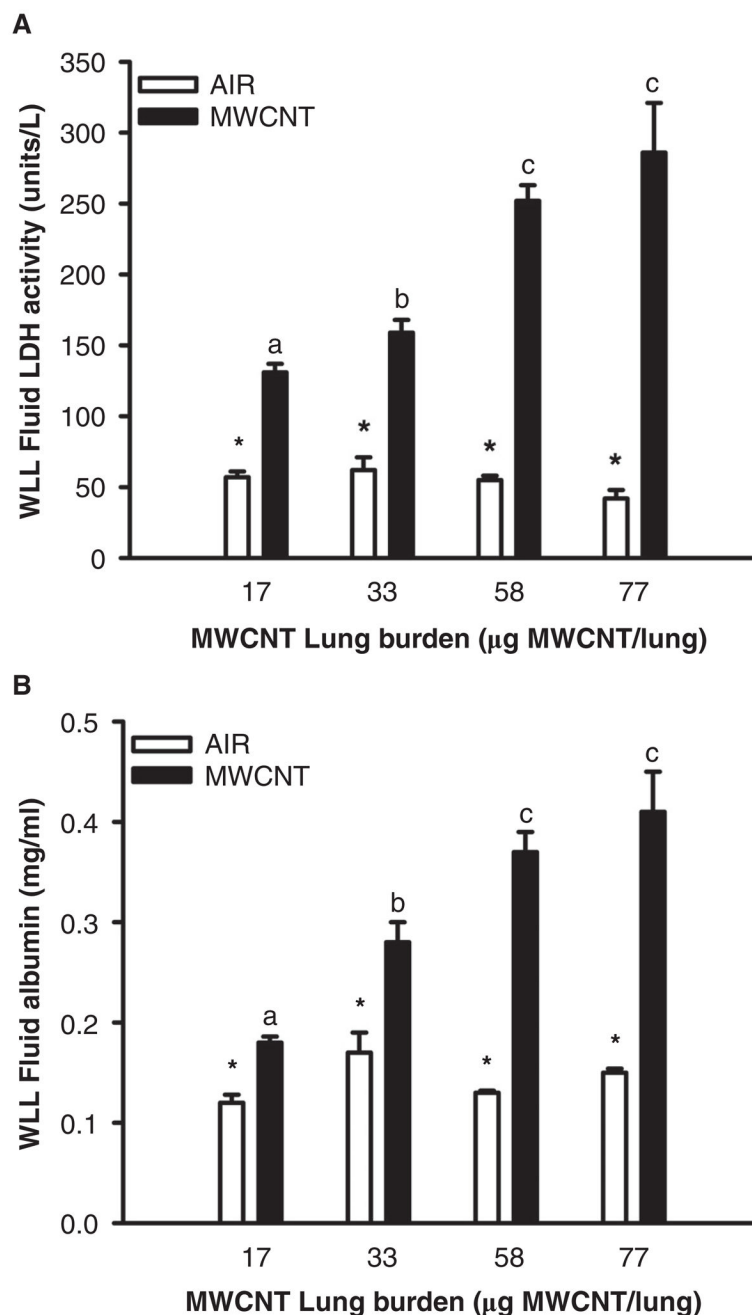 A
350
300
250
200
150
100
50
0
WLL Fluid LDH activity (units/L)
AIR
MWCNT
* a
* b
* c
* c
17 33 58 77
MWCNT Lung burden (μg MWCNT/lung)
B
0.5
0.4
0.3
0.2
0.1
0.0
WLL Fluid albumin (mg/ml)
AIR
MWCNT
* a
* b
* c
* c
17 33 58 77
MWCNT Lung burden (μg MWCNT/lung)